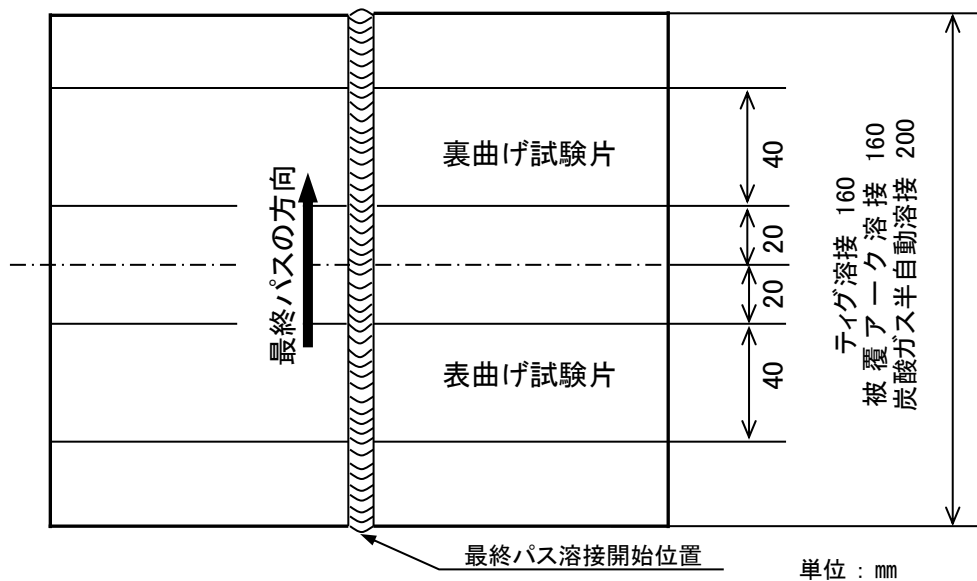 裏曲げ試験片
40
最終パスの方向
20
20
表曲げ試験片
40
ティグ溶接 160
被覆アーク溶接 160
炭酸ガス半自動溶接 200
最終パス溶接開始位置
単位：㎜